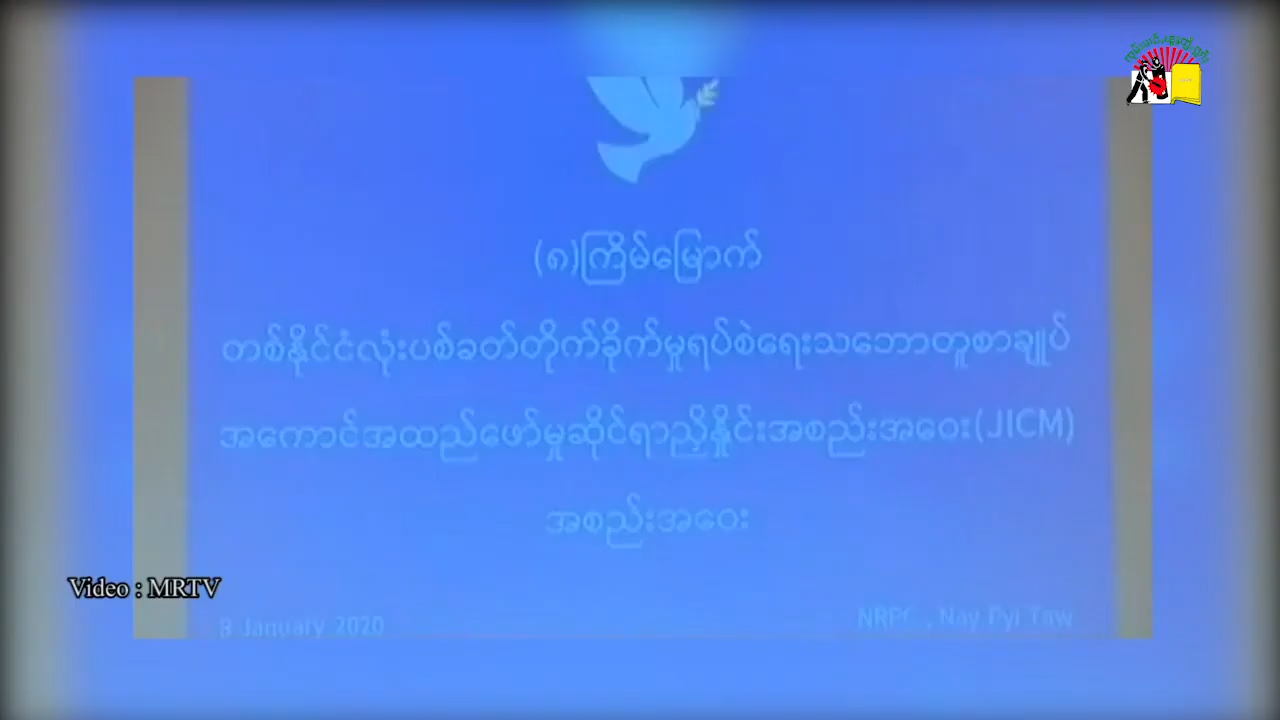 (၈)ကြိမ်မြောက်
တစ်နိုင်ငံလုံးပစ်ခတ်တိုက်ခိုက်မှုရပ်စဲရေးသဘောတူစာချုပ်
အကောင်အထည်ဖော်မှုဆိုင်ရာညှိနှိုင်းအစည်းအဝေး(JICM)
အစည်းအဝေး
Video : MRTV
8 January 2020
NRPC , Nay Pyi Taw